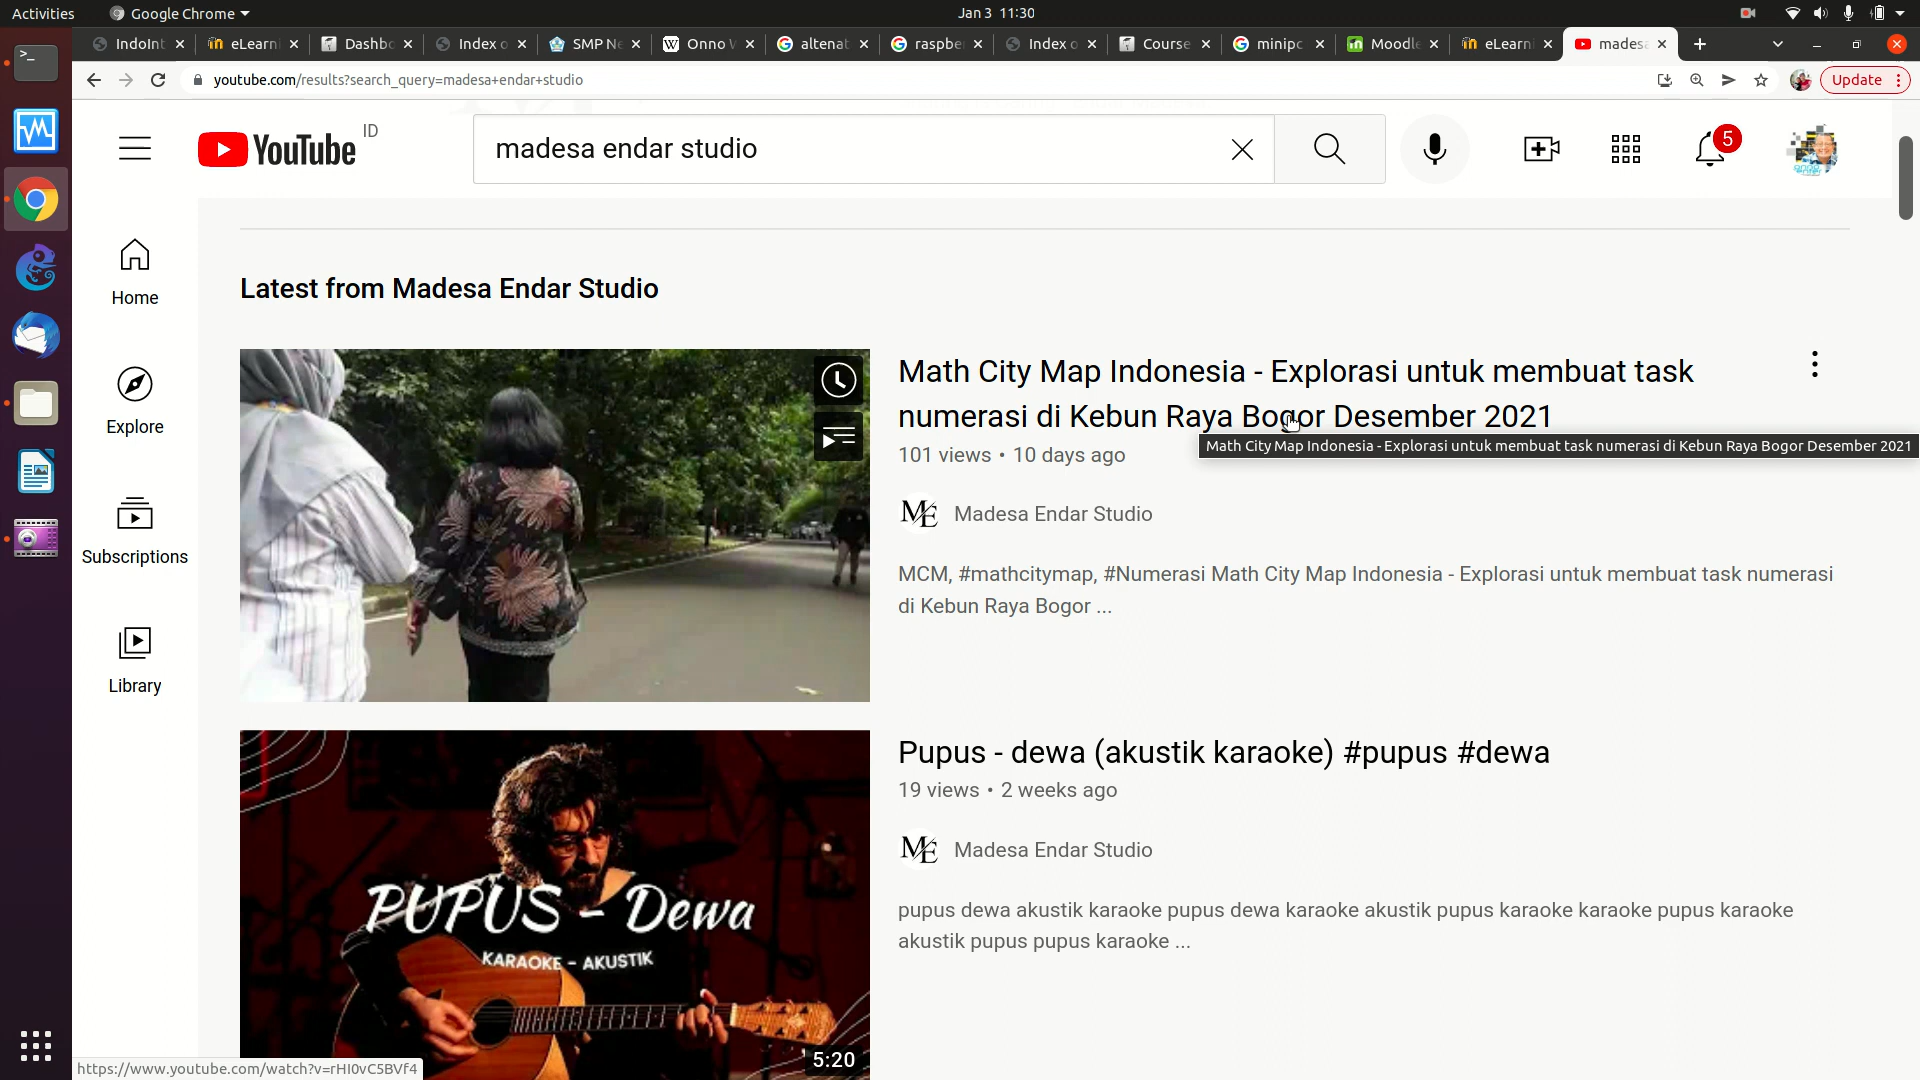 Activities
Google Chrome
Jan 3 11:30
IndoInt
eLearn
Dashbo
Index o
SMP Ne
Onno W
altenat
raspbe
Index o
Course
minipc
Moodle
eLearn
madesa
youtube.com/results?search_query=madesa+endar+studio
Update
YouTube
ID
madesa endar studio
5
Home
Explore
Subscriptions
Library
Latest from Madesa Endar Studio
Math City Map Indonesia - Explorasi untuk membuat task
numerasi di Kebun Raya Bogor Desember 2021
Math City Map Indonesia - Explorasi untuk membuat task numerasi di Kebun Raya Bogor Desember 2021
101 views • 10 days ago
ME
Madesa Endar Studio
MCM, #mathcitymap, #Numerasi Math City Map Indonesia - Explorasi untuk membuat task numerasi
di Kebun Raya Bogor ...
PUPUS - Dewa
KARAOKE - AKUSTIK
5:20
Pupus - dewa (akustik karaoke) #pupus #dewa
19 views • 2 weeks ago
ME
Madesa Endar Studio
pupus dewa akustik karaoke pupus dewa karaoke akustik pupus karaoke karaoke pupus karaoke
akustik pupus pupus karaoke ...
https://www.youtube.com/watch?v=rHI0vC5BVf4